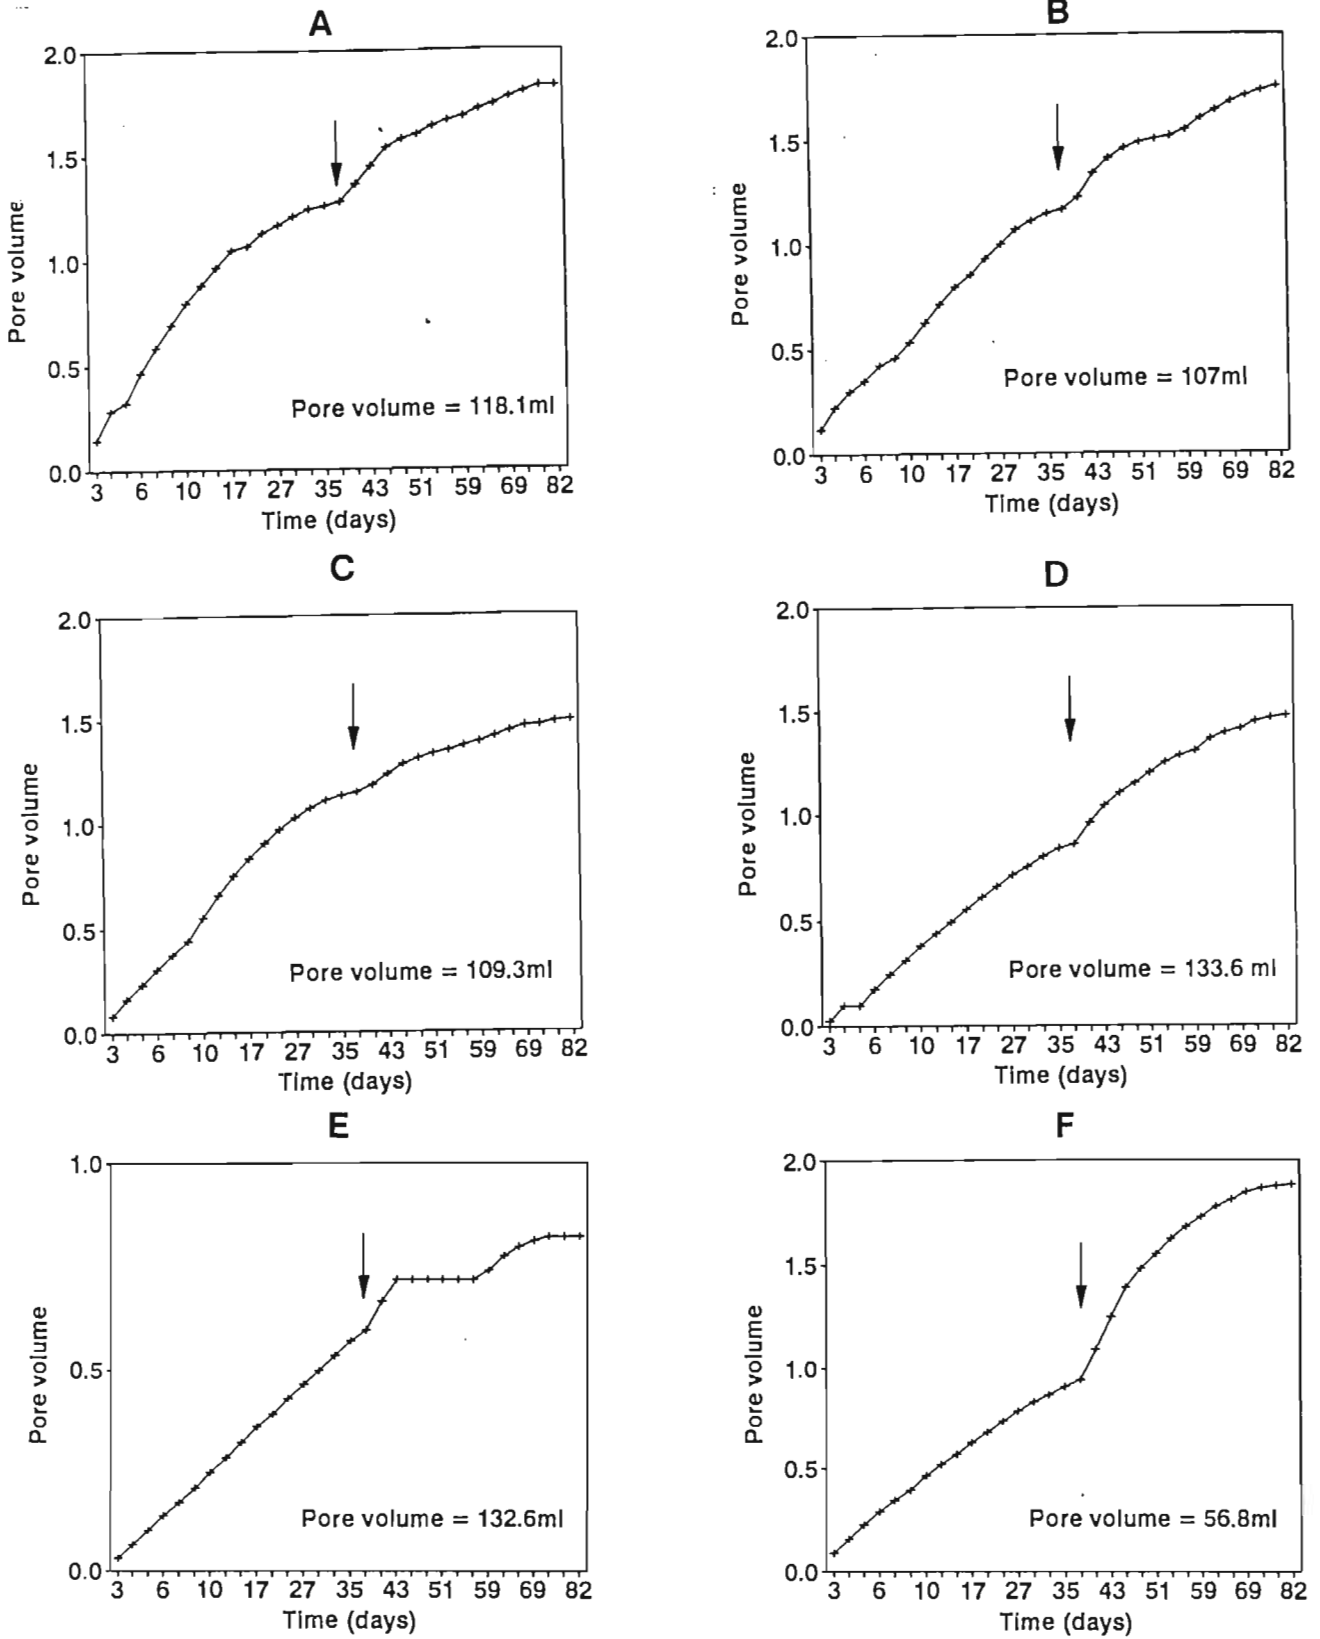 A
2.0
1.5
1.0
0.5
0.0
Pore volume
Pore volume = 118.1ml
3 6 10 17 27 35 43 51 59 69 82
Time (days)
B
2.0
1.5
1.0
0.5
0.0
Pore volume
Pore volume = 107ml
3 6 10 17 27 35 43 51 59 69 82
Time (days)
C
2.0
1.5
1.0
0.5
0.0
Pore volume
Pore volume = 109.3ml
3 6 10 17 27 35 43 51 59 69 82
Time (days)
D
2.0
1.5
1.0
0.5
0.0
Pore volume
Pore volume = 133.6 ml
3 6 10 17 27 35 43 51 59 69 82
Time (days)
E
1.0
0.5
0.0
Pore volume
Pore volume = 132.6ml
3 6 10 17 27 35 43 51 59 69 82
Time (days)
F
2.0
1.5
1.0
0.5
0.0
Pore volume
Pore volume = 56.8ml
3 6 10 17 27 35 43 51 59 69 82
Time (days)